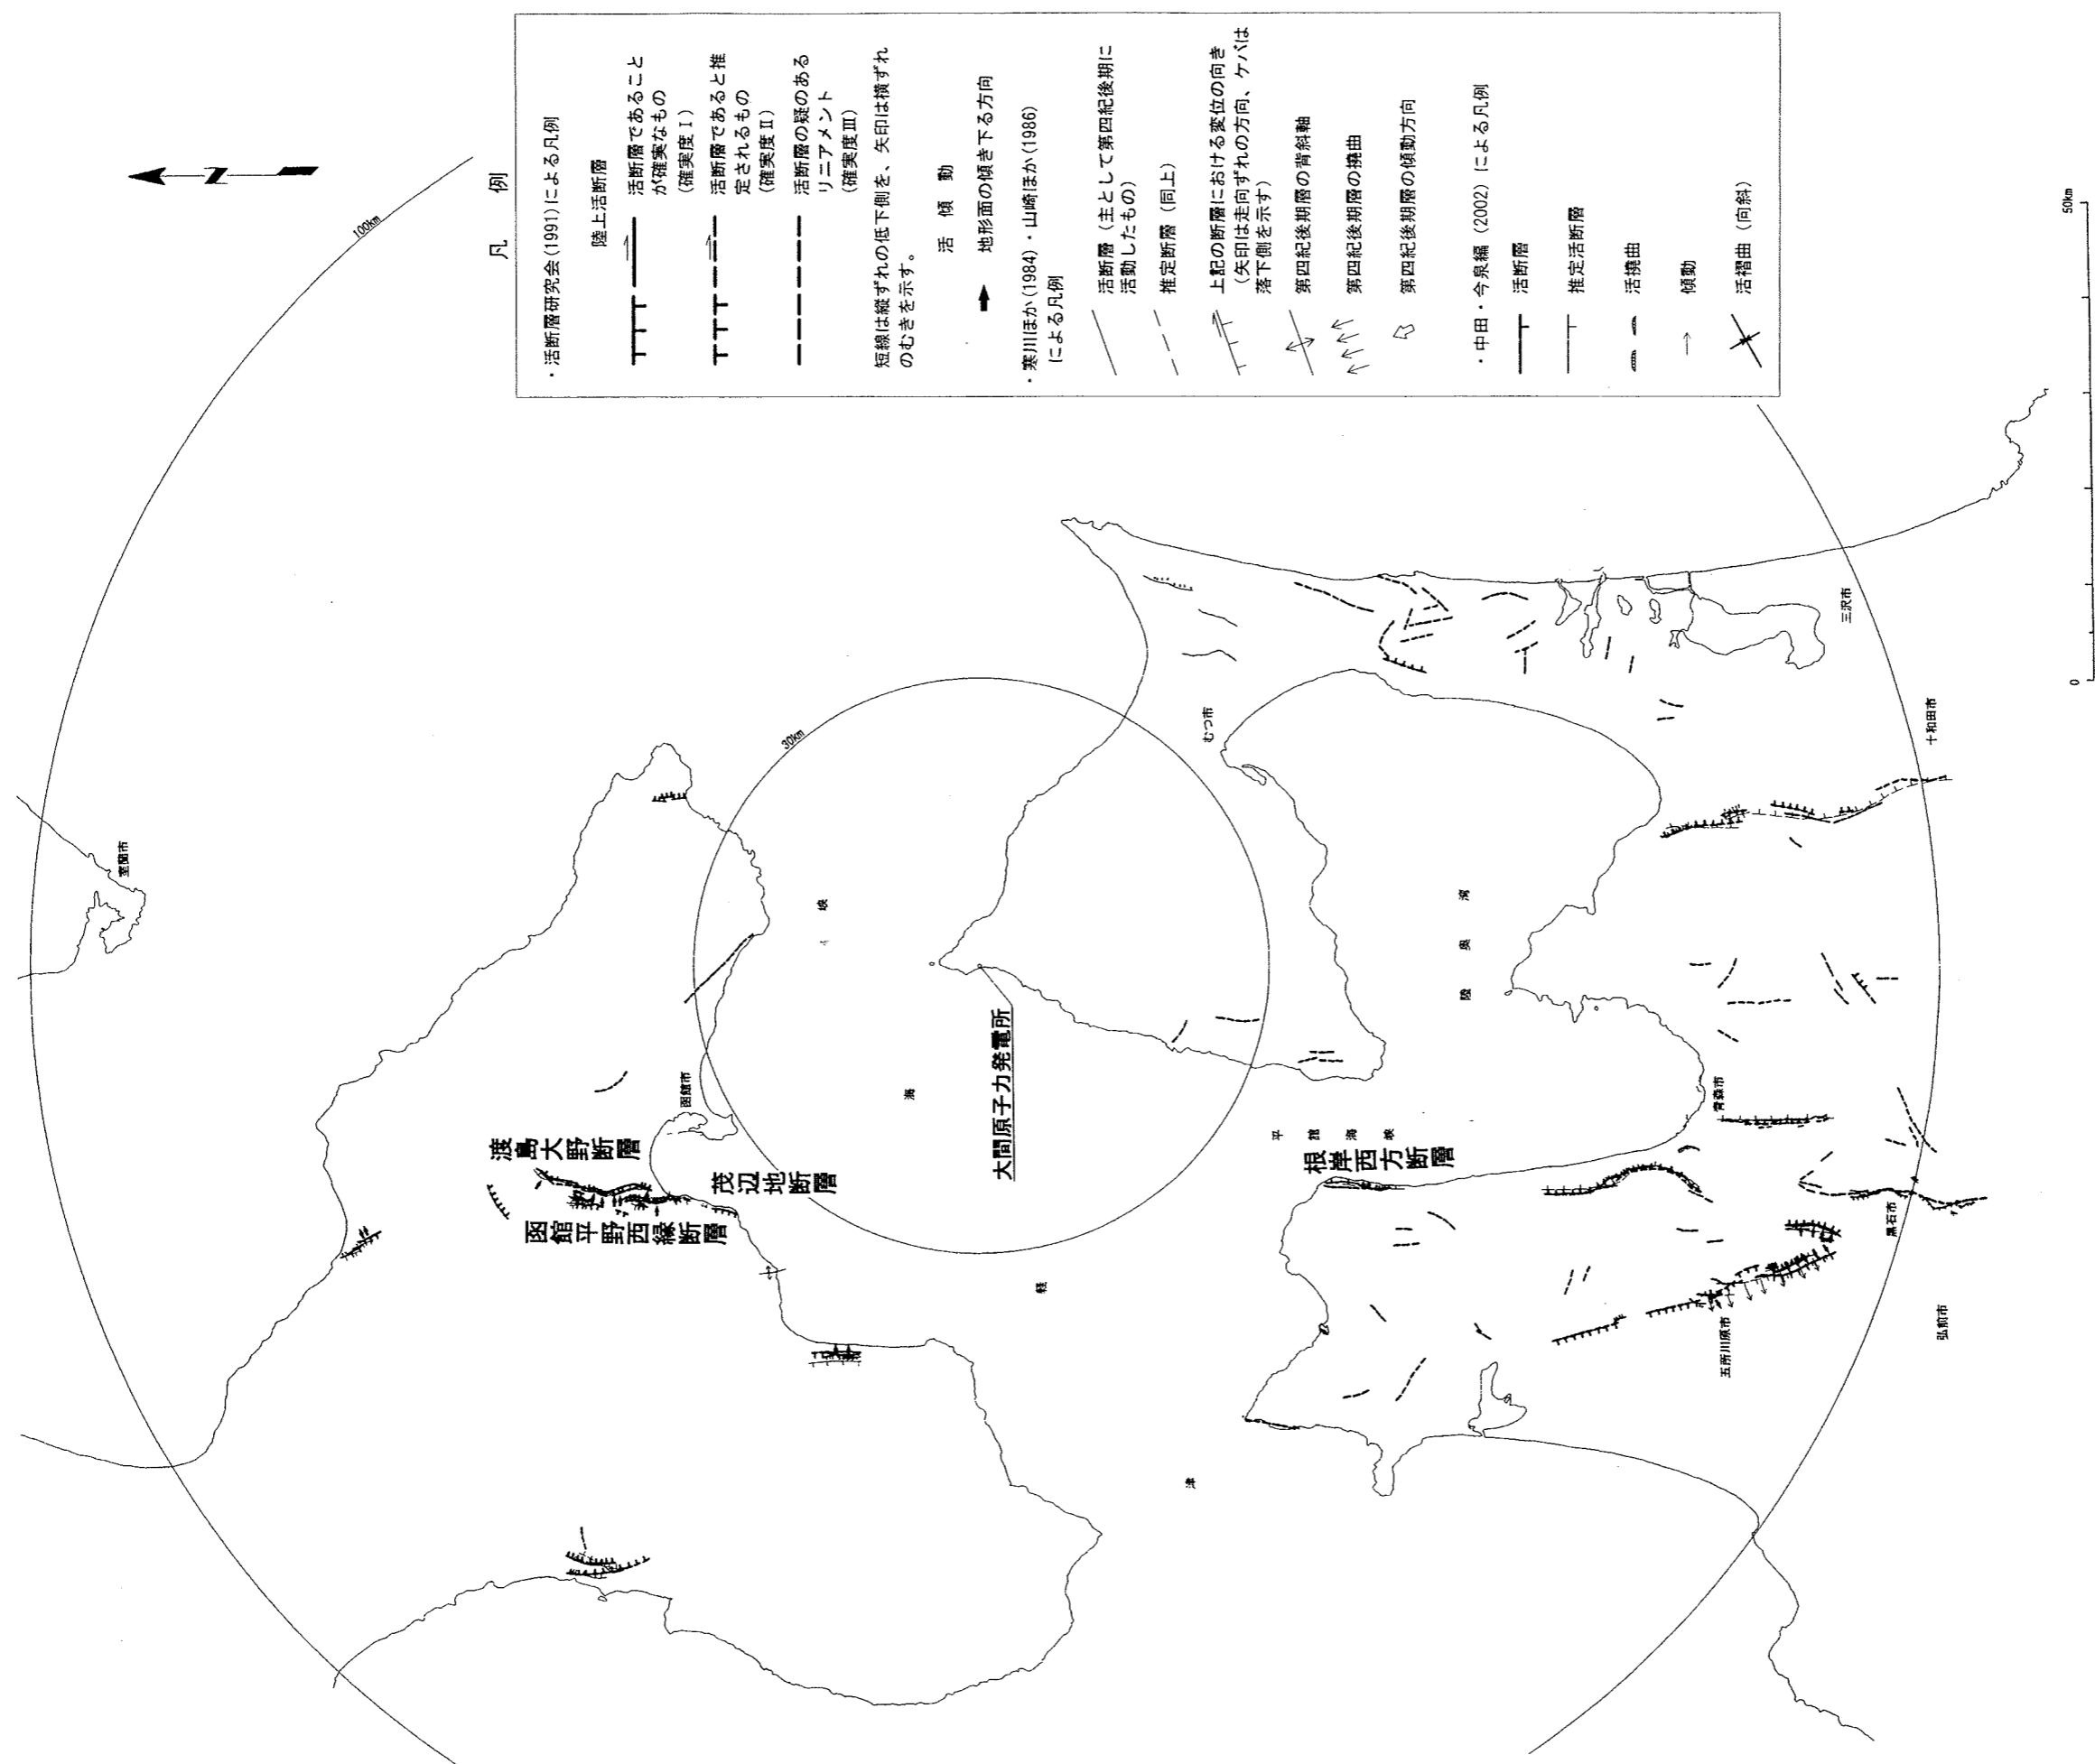 凡　例
・活断層研究会(1991)による凡例
陸上活断層
活断層であること
が確実なもの
(確実度Ⅰ)
活断層であると推
定されるもの
(確実度Ⅱ)
活断層の疑のある
リニアメント
(確実度Ⅲ)
短線は縦ずれの低下側を、矢印は横ずれ
のむきを示す。
活　傾　動
地形面の傾き下る方向
・寒川ほか(1984)・山崎ほか(1986)
による凡例
活断層（主として第四紀後期に
活動したもの）
推定断層（同上）
上記の断層における変位の向き
（矢印は走向ずれの方向、ケバは
落下側を示す）
第四紀後期層の背斜軸
第四紀後期層の撓曲
第四紀後期層の傾動方向
・中田・今泉編（2002）による凡例
活断層
推定活断層
活撓曲
傾動
活褶曲（向斜）
N
100km
30km
室蘭市
函館市
渡島大野断層
函館平野西縁断層
茂辺地断層
大間原子力発電所
根岸西方断層
津　軽　海　峡
平　舘　海　峡
陸　奥　湾
むつ市
三沢市
十和田市
青森市
黒石市
五所川原市
弘前市
0
50km